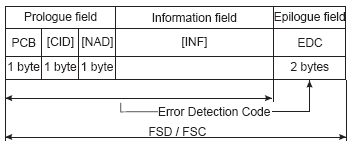 Prologue field Information field Epilogue field
PCB [CID] [NAD] [INF] EDC
1 byte 1 byte 1 byte 2 bytes
Error Detection Code
FSD / FSC